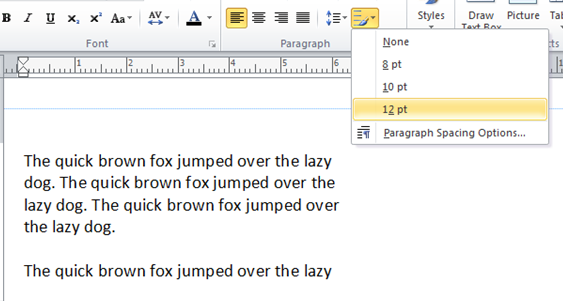 B I U x₂ x² Aa AV A
Styles Draw Text Box Picture Table
Font Paragraph
None
8 pt
10 pt
12 pt
Paragraph Spacing Options...
1 2 3 4 5 6
The quick brown fox jumped over the lazy
dog. The quick brown fox jumped over the
lazy dog. The quick brown fox jumped over
the lazy dog.
The quick brown fox jumped over the lazy